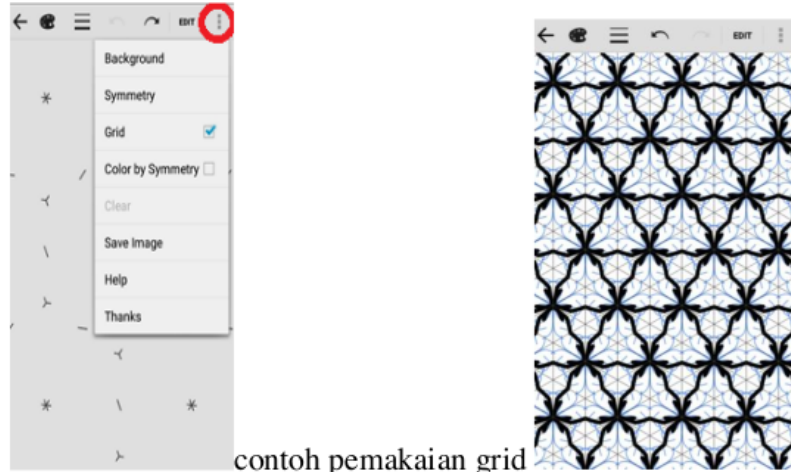 EDIT
Background
Symmetry
Grid
Color by Symmetry
Clear
Save Image
Help
Thanks
contoh pemakaian grid
EDIT